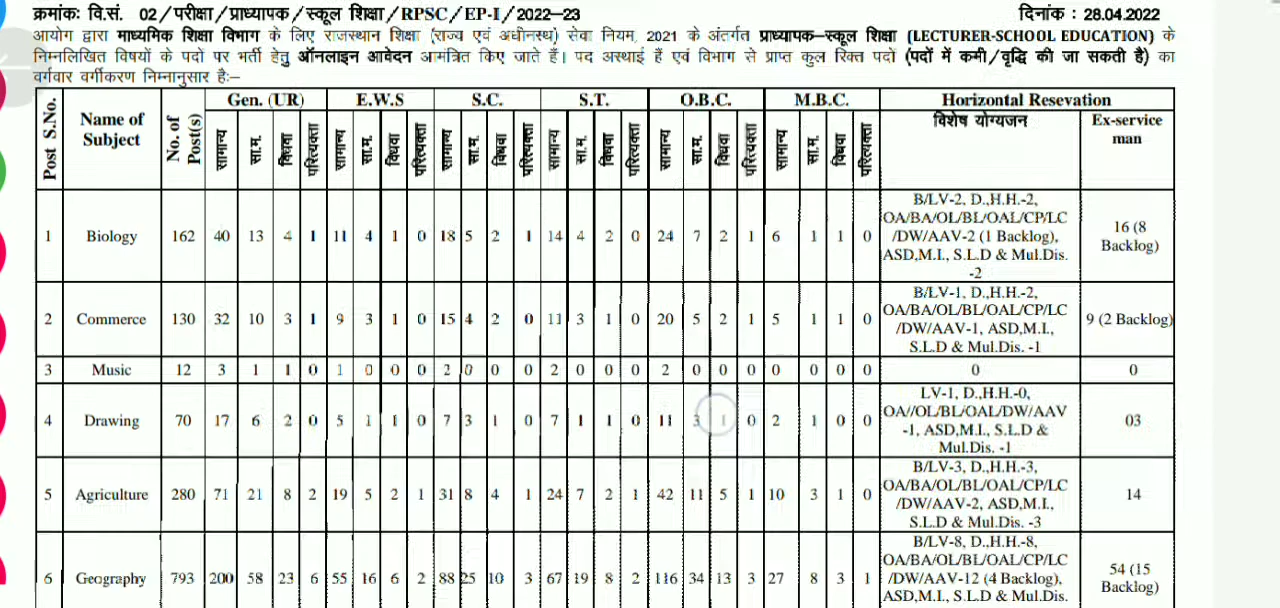 क्रमांकः वि.सं. 02/परीक्षा/प्राध्यापक/स्कूल शिक्षा/RPSC/EP-I/2022-23 दिनांक : 28.04.2022
आयोग द्वारा माध्यमिक शिक्षा विभाग के लिए राजस्थान शिक्षा (राज्य एवं अधीनस्थ) सेवा नियम, 2021 के अंतर्गत प्राध्यापक–स्कूल शिक्षा (LECTURER-SCHOOL EDUCATION) के
निम्नलिखित विषयों के पदों पर भर्ती हेतु ऑनलाइन आवेदन आमंत्रित किए जाते हैं। पद अस्थाई हैं एवं विभाग से प्राप्त कुल रिक्त पदों (पदों में कमी/वृद्धि की जा सकती है) का
वर्गवार वर्गीकरण निम्नानुसार हैः–
Post S.No. Name of Subject No. of Post(s) Gen. (UR) E.W.S S.C. S.T. O.B.C. M.B.C. Horizontal Resevation
सामान्य सा.म. विधवा परित्यक्ता सामान्य सा.म. विधवा परित्यक्ता सामान्य सा.म. विधवा परित्यक्ता सामान्य सा.म. विधवा परित्यक्ता सामान्य सा.म. विधवा परित्यक्ता सामान्य सा.म. विधवा परित्यक्ता विशेष योग्यजन Ex-service
man
B/LV-2, D.,H.H.-2,
OA/BA/OL/BL/OAL/CP/LC
1 Biology 162 40 13 4 1 11 4 1 0 18 5 2 1 14 4 2 0 24 7 2 1 6 1 1 0 /DW/AAV-2 (1 Backlog), 16 (8
ASD,M.I., S.L.D & Mul.Dis. Backlog)
-2
B/LV-1, D.,H.H.-2,
OA/BA/OL/BL/OAL/CP/LC
2 Commerce 130 32 10 3 1 9 3 1 0 15 4 2 0 11 3 1 0 20 5 2 1 5 1 1 0 /DW/AAV-1, ASD,M.I., 9 (2 Backlog)
S.L.D & Mul.Dis. -1
3 Music 12 3 1 1 0 1 0 0 0 2 0 0 0 2 0 0 0 2 0 0 0 0 0 0 0 0 0
LV-1, D.,H.H.-0,
4 Drawing 70 17 6 2 0 5 1 1 0 7 3 1 0 7 1 1 0 11 3 1 0 2 1 0 0 OA//OL/BL/OAL/DW/AAV 03
-1, ASD,M.I., S.L.D &
Mul.Dis. -1
B/LV-3, D.,H.H.-3,
OA/BA/OL/BL/OAL/CP/LC
5 Agriculture 280 71 21 8 2 19 5 2 1 31 8 4 1 24 7 2 1 42 11 5 1 10 3 1 0 /DW/AAV-2, ASD,M.I., 14
S.L.D & Mul.Dis. -3
B/LV-8, D.,H.H.-8,
OA/BA/OL/BL/OAL/CP/LC
6 Geography 793 200 58 23 6 55 16 6 2 88 25 10 3 67 19 8 2 116 34 13 3 27 8 3 1 /DW/AAV-12 (4 Backlog), 54 (15
ASD,M.I., S.L.D & Mul.Dis. Backlog)